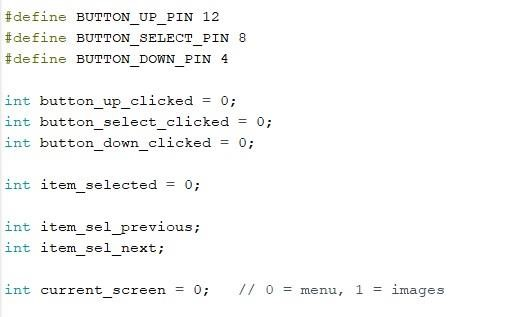 #define BUTTON_UP_PIN 12
#define BUTTON_SELECT_PIN 8
#define BUTTON_DOWN_PIN 4
int button_up_clicked = 0;
int button_select_clicked = 0;
int button_down_clicked = 0;
int item_selected = 0;
int item_sel_previous;
int item_sel_next;
int current_screen = 0;   // 0 = menu, 1 = images